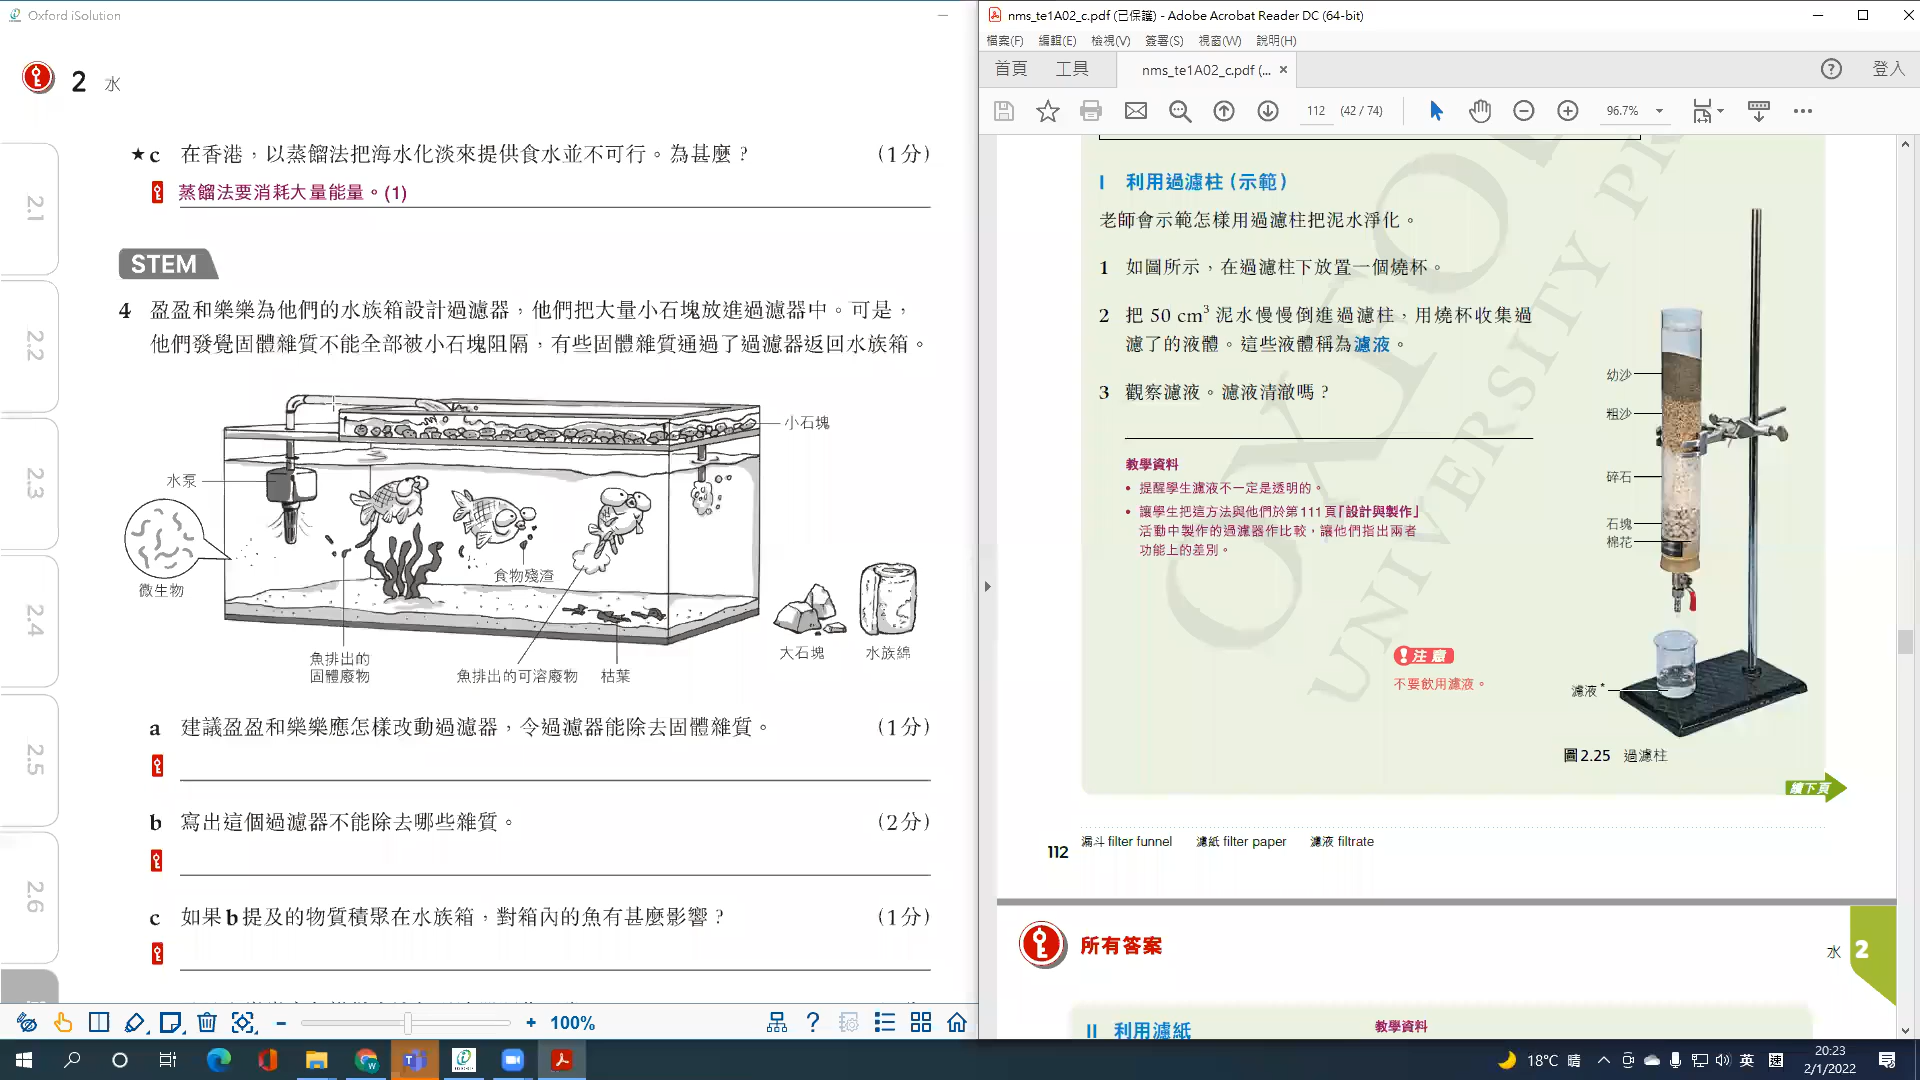 Oxford iSolution
2 水
2.1
2.2
2.3
2.4
2.5
2.6
★ c 在香港，以蒸餾法把海水化淡來提供食水並不可行。為甚麼？ （1分）
蒸餾法要消耗大量能量。(1)
STEM
4 盈盈和樂樂為他們的水族箱設計過濾器，他們把大量小石塊放進過濾器中。可是，
他們發覺固體雜質不能全部被小石塊阻隔，有些固體雜質通過了過濾器返回水族箱。
小石塊
水泵
微生物
食物殘渣
魚排出的
固體廢物
魚排出的可溶廢物
枯葉
大石塊
水族綿
a 建議盈盈和樂樂應怎樣改動過濾器，令過濾器能除去固體雜質。 （1分）
b 寫出這個過濾器不能除去哪些雜質。 （2分）
c 如果b提及的物質積聚在水族箱，對箱內的魚有甚麼影響？ （1分）
100%
nms_te1A02_c.pdf (已保護) - Adobe Acrobat Reader DC (64-bit)
檔案(F) 編輯(E) 檢視(V) 簽署(S) 視窗(W) 說明(H)
首頁 工具 nms_te1A02_c.pdf (... × 登入
112 (42 / 74) 96.7%
I 利用過濾柱（示範）
老師會示範怎樣用過濾柱把泥水淨化。
1 如圖所示，在過濾柱下放置一個燒杯。
2 把 50 cm³ 泥水慢慢倒進過濾柱，用燒杯收集過
濾了的液體。這些液體稱為濾液。
3 觀察濾液。濾液清澈嗎？
教學資料
• 提醒學生濾液不一定是透明的。
• 讓學生把這方法與他們於第111頁「設計與製作」
活動中製作的過濾器作比較，讓他們指出兩者
功能上的差別。
注意
不要飲用濾液。
幼沙
粗沙
碎石
石塊
棉花
濾液*
圖2.25 過濾柱
續下頁
OXFO
UNIVERSITY PR
112 漏斗 filter funnel 濾紙 filter paper 濾液 filtrate
所有答案
水 2
II 利用濾紙
教學資料
18°C 晴
英
20:23
2/1/2022